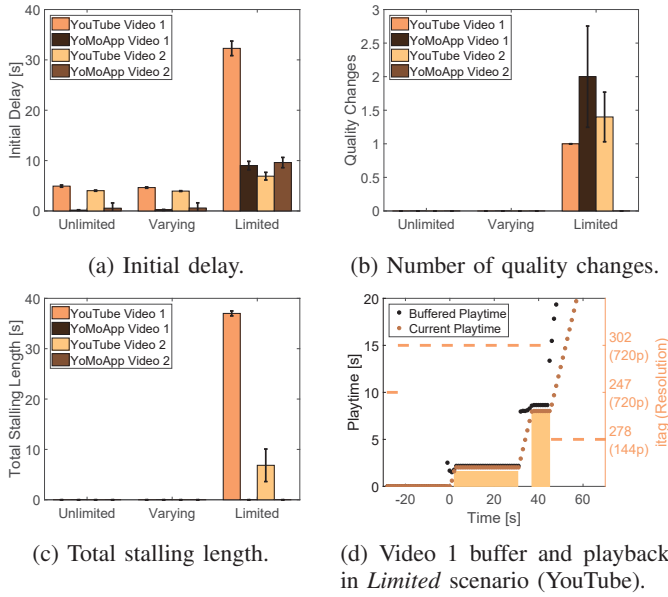 YouTube Video 1
YoMoApp Video 1
YouTube Video 2
YoMoApp Video 2
Initial Delay [s]
40
30
20
10
0
Unlimited
Varying
Limited
(a) Initial delay.
YouTube Video 1
YoMoApp Video 1
YouTube Video 2
YoMoApp Video 2
Quality Changes
3
2.5
2
1.5
1
0.5
0
Unlimited
Varying
Limited
(b) Number of quality changes.
YouTube Video 1
YoMoApp Video 1
YouTube Video 2
YoMoApp Video 2
Total Stalling Length [s]
40
30
20
10
0
Unlimited
Varying
Limited
(c) Total stalling length.
Buffered Playtime
Current Playtime
Playtime [s]
20
15
10
5
0
-20
0
20
40
60
Time [s]
302
(720p)
247
(720p)
278
(144p)
itag (Resolution)
(d) Video 1 buffer and playback
in Limited scenario (YouTube).